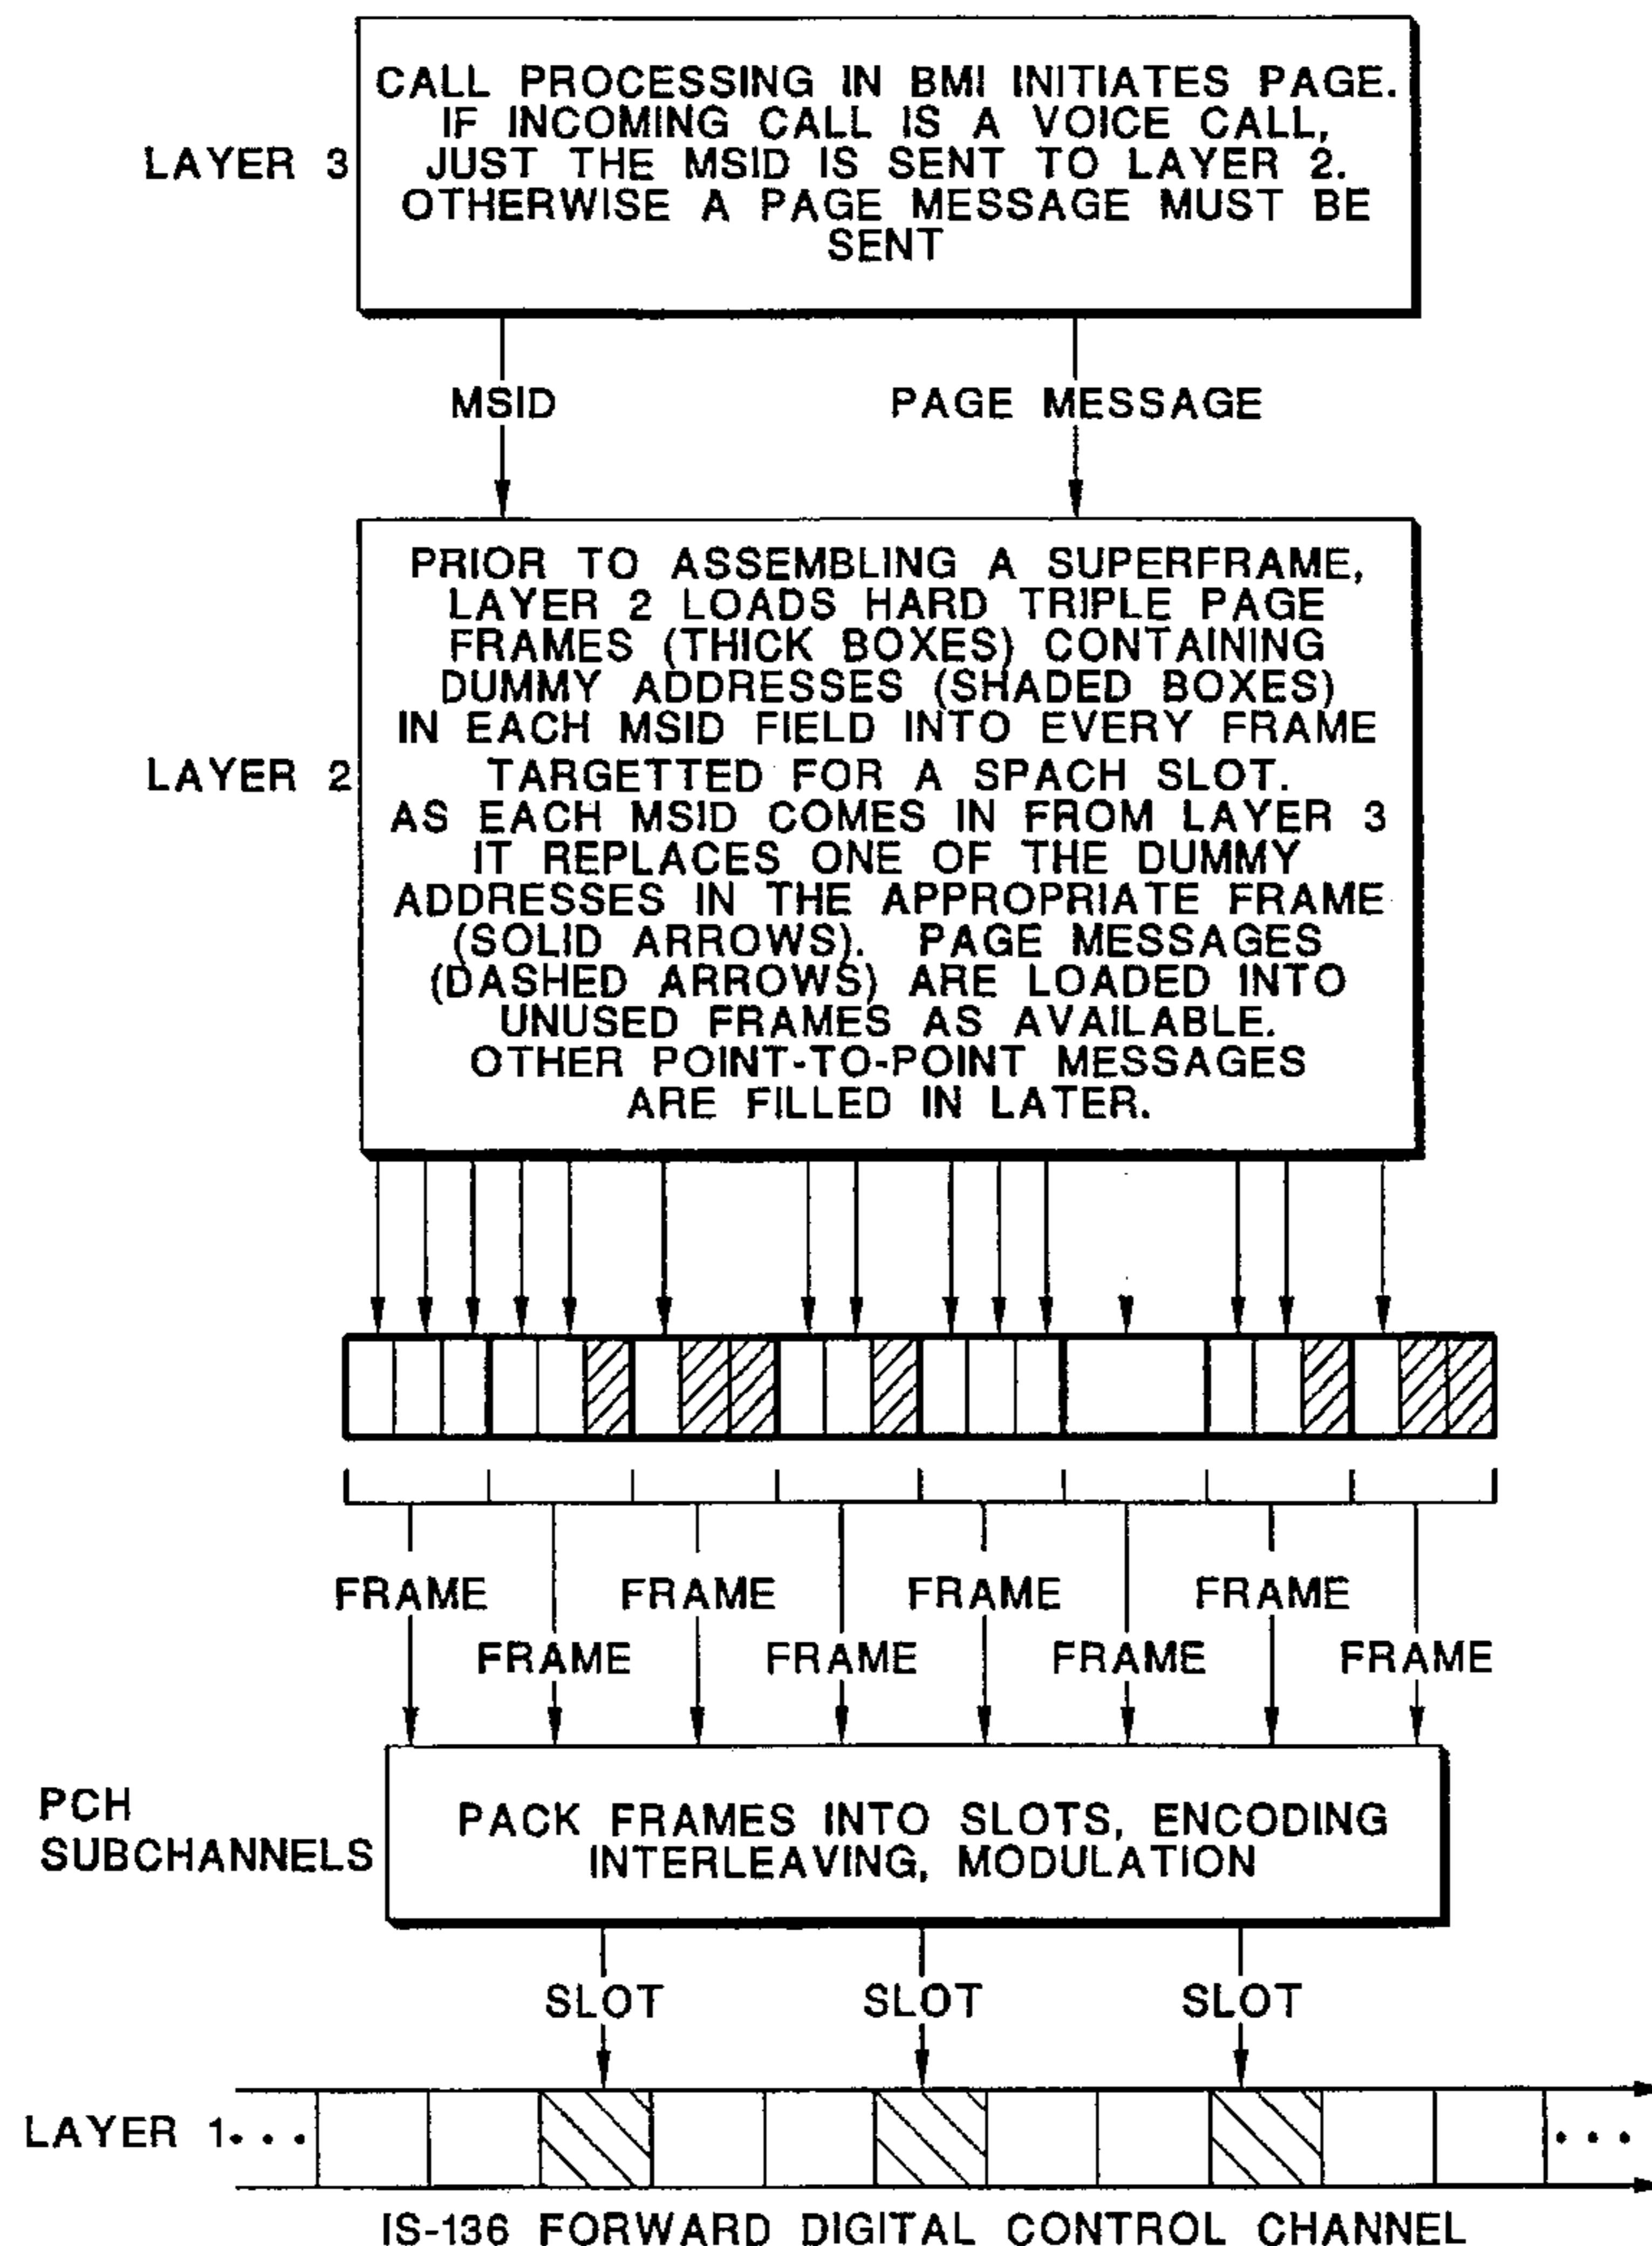 CALL PROCESSING IN BMI INITIATES PAGE.
IF INCOMING CALL IS A VOICE CALL,
LAYER 3
JUST THE MSID IS SENT TO LAYER 2.
OTHERWISE A PAGE MESSAGE MUST BE
SENT
MSID
PAGE MESSAGE
PRIOR TO ASSEMBLING A SUPERFRAME,
LAYER 2 LOADS HARD TRIPLE PAGE
FRAMES (THICK BOXES) CONTAINING
DUMMY ADDRESSES (SHADED BOXES)
IN EACH MSID FIELD INTO EVERY FRAME
LAYER 2
TARGETTED FOR A SPACH SLOT.
AS EACH MSID COMES IN FROM LAYER 3
IT REPLACES ONE OF THE DUMMY
ADDRESSES IN THE APPROPRIATE FRAME
(SOLID ARROWS). PAGE MESSAGES
(DASHED ARROWS) ARE LOADED INTO
UNUSED FRAMES AS AVAILABLE.
OTHER POINT-TO-POINT MESSAGES
ARE FILLED IN LATER.
FRAME FRAME FRAME FRAME
FRAME FRAME FRAME FRAME
PCH
SUBCHANNELS
PACK FRAMES INTO SLOTS, ENCODING
INTERLEAVING, MODULATION
SLOT SLOT SLOT
LAYER 1...
...
IS-136 FORWARD DIGITAL CONTROL CHANNEL